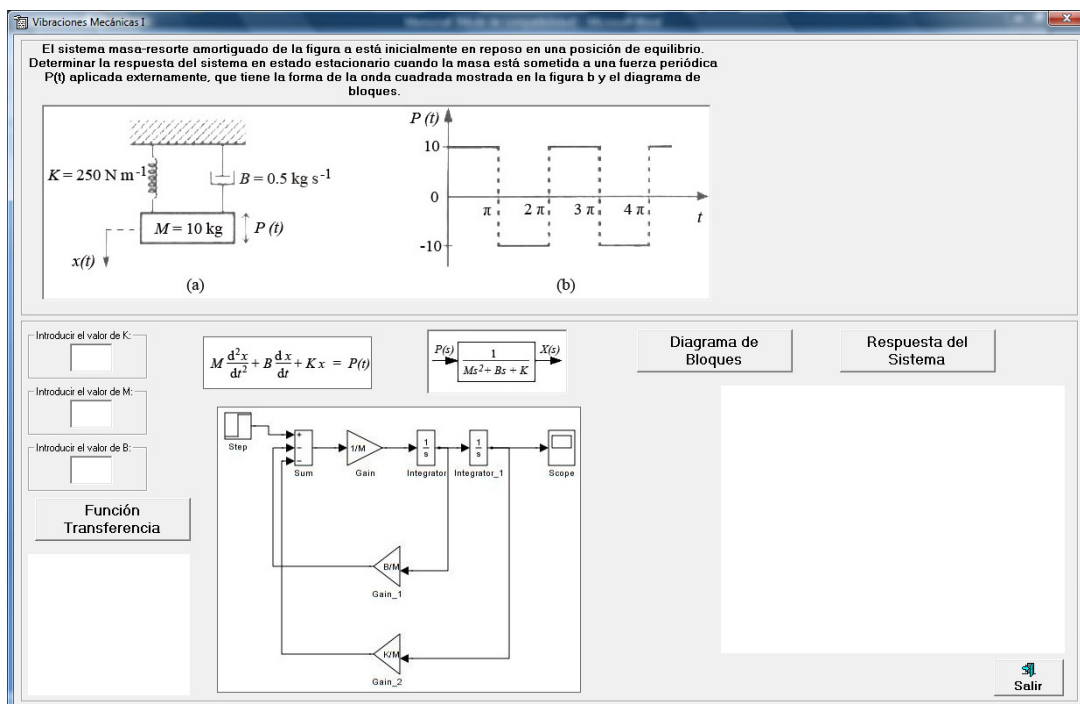 Vibraciones Mecánicas I
El sistema masa-resorte amortiguado de la figura a está inicialmente en reposo en una posición de equilibrio.
Determinar la respuesta del sistema en estado estacionario cuando la masa está sometida a una fuerza periódica
P(t) aplicada externamente, que tiene la forma de la onda cuadrada mostrada en la figura b y el diagrama de
bloques.
K = 250 N m⁻¹
B = 0.5 kg s⁻¹
M = 10 kg
P (t)
x(t)
(a)
P (t)
10
0
-10
π 2 π 3 π 4 π
t
(b)
Introducir el valor de K:
Introducir el valor de M:
Introducir el valor de B:
Función
Transferencia
M d²x/dt² + B dx/dt + K x = P(t)
P(s) 1/(Ms² + Bs + K) X(s)
Diagrama de
Bloques
Respuesta del
Sistema
Step
+
−
−
Sum
1/M
Gain
1/s
Integrator
1/s
Integrator_1
Scope
B/M
Gain_1
K/M
Gain_2
Salir